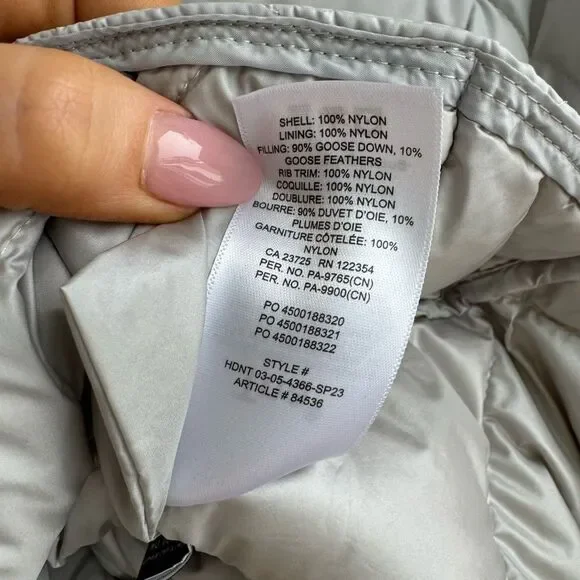 SHELL: 100% NYLON
LINING: 100% NYLON
FILLING: 90% GOOSE DOWN, 10%
GOOSE FEATHERS
RIB TRIM: 100% NYLON
COQUILLE: 100% NYLON
DOUBLURE: 100% NYLON
BOURRE: 90% DUVET D'OIE, 10%
PLUMES D'OIE
GARNITURE CÔTELÉE: 100%
NYLON
CA 23725 RN 122354
PER. NO. PA-9765(CN)
PER. NO. PA-9900(CN)
PO 4500188320
PO 4500188321
PO 4500188322
STYLE #
HDNT 03-05-4366-SP23
ARTICLE # 84536